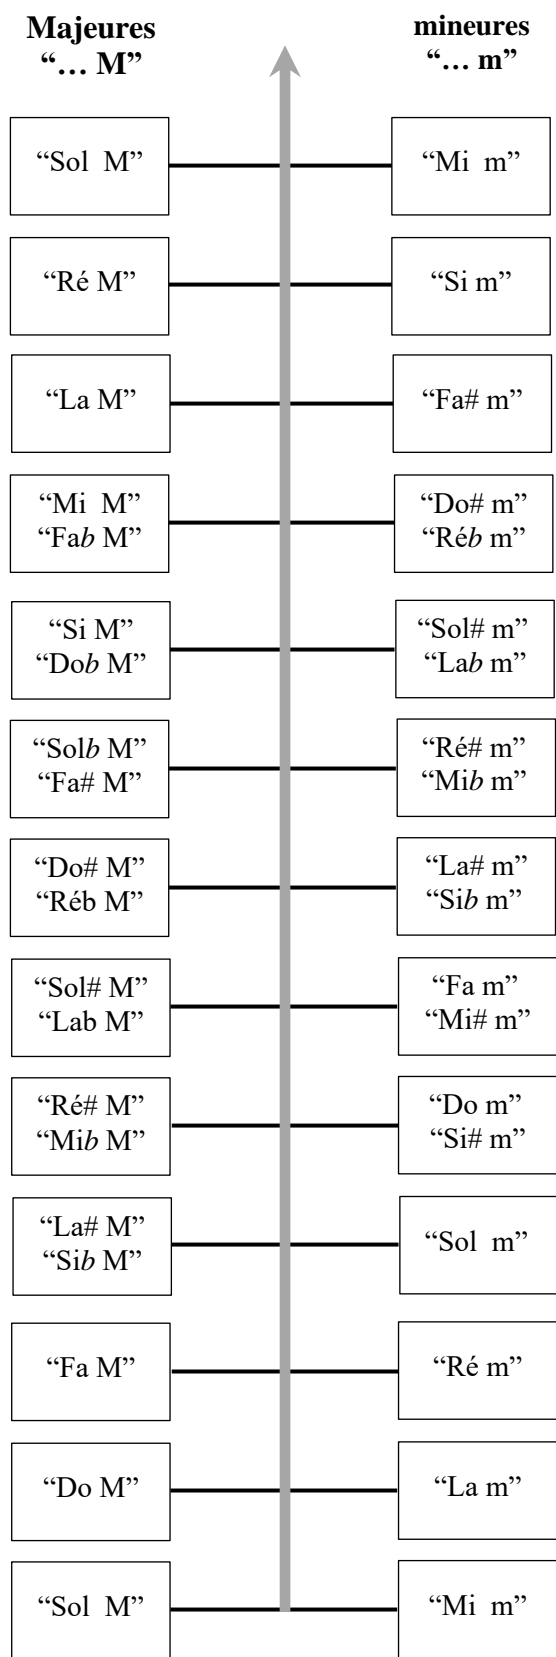 Majeures
“… M”
mineures
“… m”
“Sol M”
“Mi m”
“Ré M”
“Si m”
“La M”
“Fa# m”
“Mi M”
“Fab M”
“Do# m”
“Réb m”
“Si M”
“Dob M”
“Sol# m”
“Lab m”
“Solb M”
“Fa# M”
“Ré# m”
“Mib m”
“Do# M”
“Réb M”
“La# m”
“Sib m”
“Sol# M”
“Lab M”
“Fa m”
“Mi# m”
“Ré# M”
“Mib M”
“Do m”
“Si# m”
“La# M”
“Sib M”
“Sol m”
“Fa M”
“Ré m”
“Do M”
“La m”
“Sol M”
“Mi m”